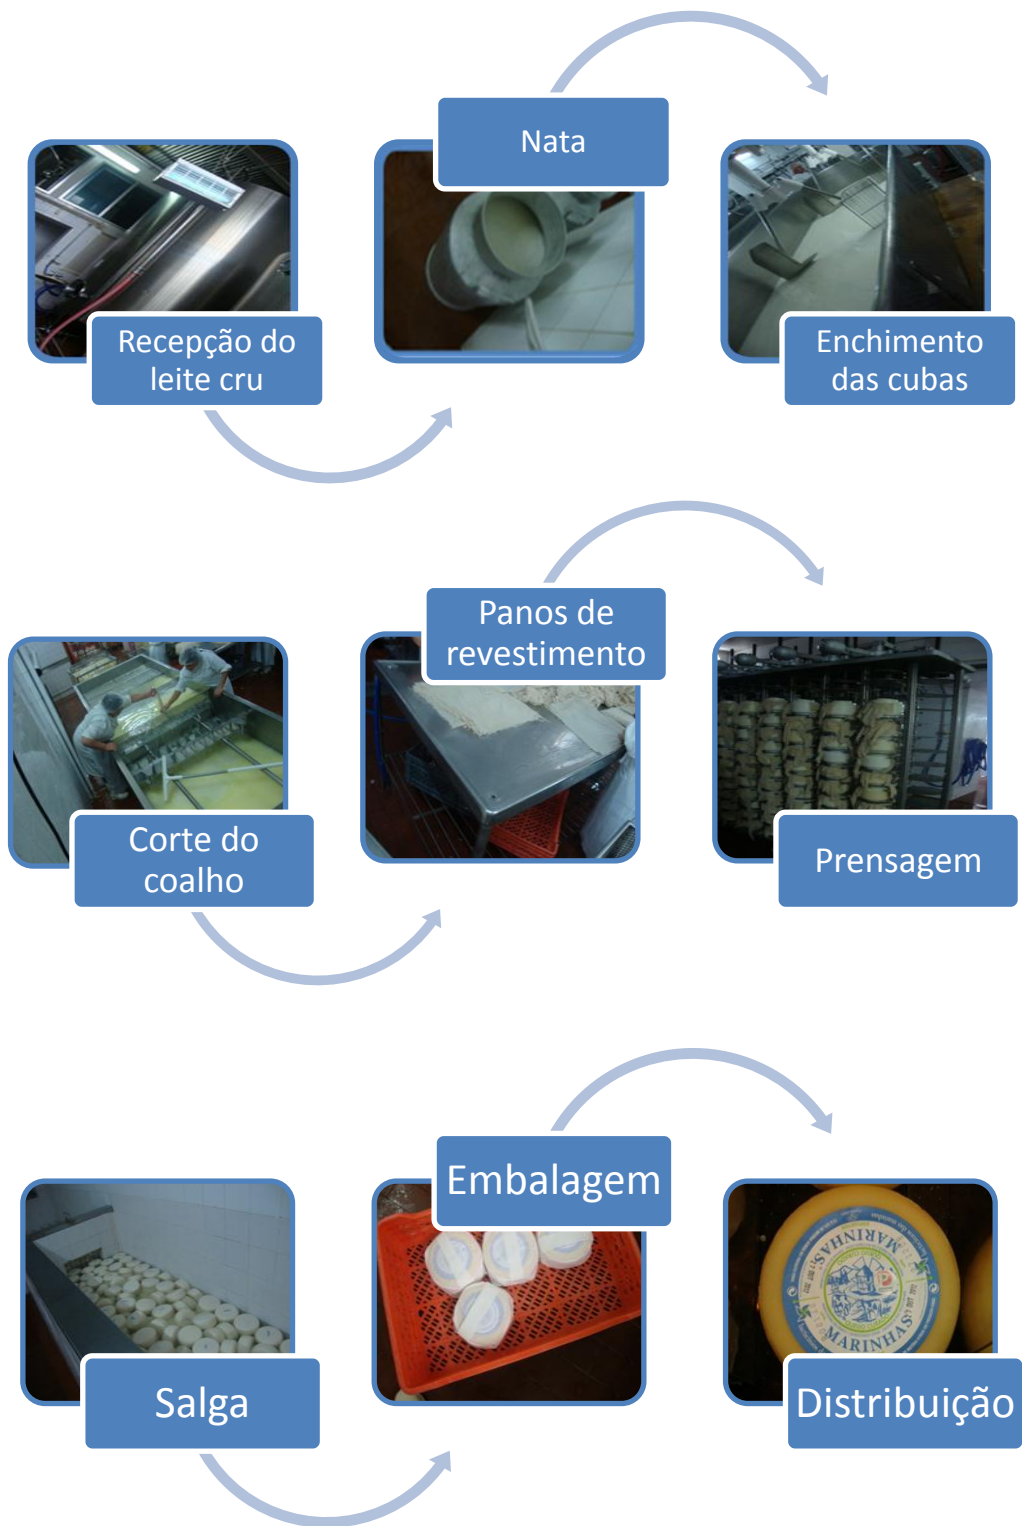 Nata
Recepção do
leite cru
Enchimento
das cubas
Panos de
revestimento
Corte do
coalho
Prensagem
Embalagem
Salga
MARINHAS
MARINHAS
Distribuição